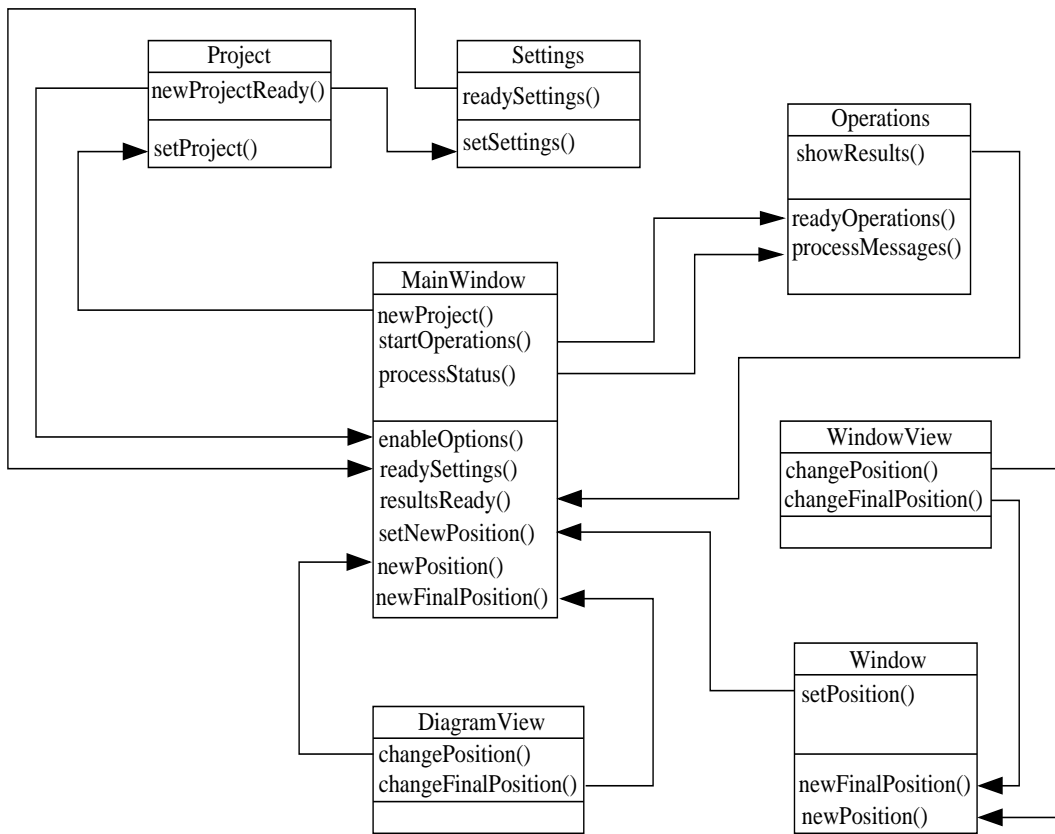 Project
newProjectReady()
setProject()
Settings
readySettings()
setSettings()
Operations
showResults()
readyOperations()
processMessages()
MainWindow
newProject()
startOperations()
processStatus()
enableOptions()
readySettings()
resultsReady()
setNewPosition()
newPosition()
newFinalPosition()
WindowView
changePosition()
changeFinalPosition()
Window
setPosition()
newFinalPosition()
newPosition()
DiagramView
changePosition()
changeFinalPosition()